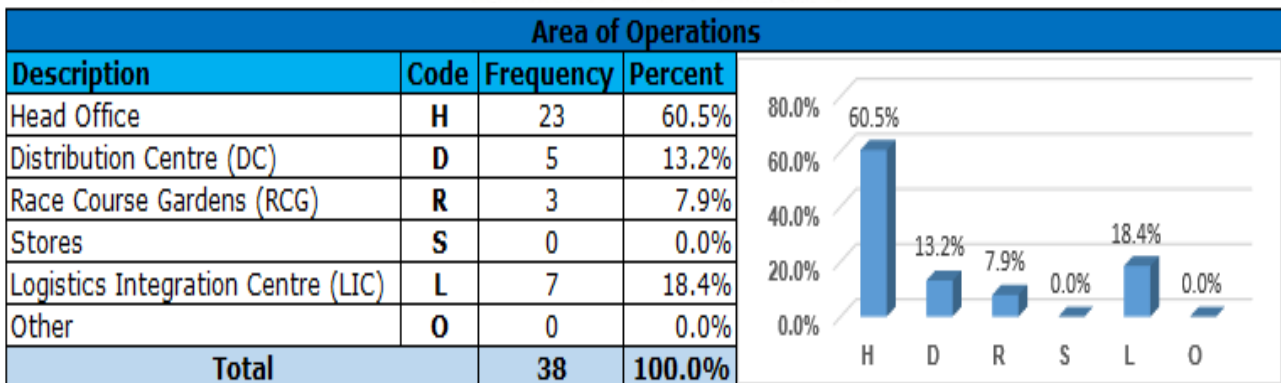 Area of Operations
Description Code Frequency Percent
Head Office H 23 60.5%
Distribution Centre (DC) D 5 13.2%
Race Course Gardens (RCG) R 3 7.9%
Stores S 0 0.0%
Logistics Integration Centre (LIC) L 7 18.4%
Other O 0 0.0%
Total 38 100.0%
80.0%
60.0%
40.0%
20.0%
0.0%
60.5%
13.2%
7.9%
0.0%
18.4%
0.0%
H D R S L O